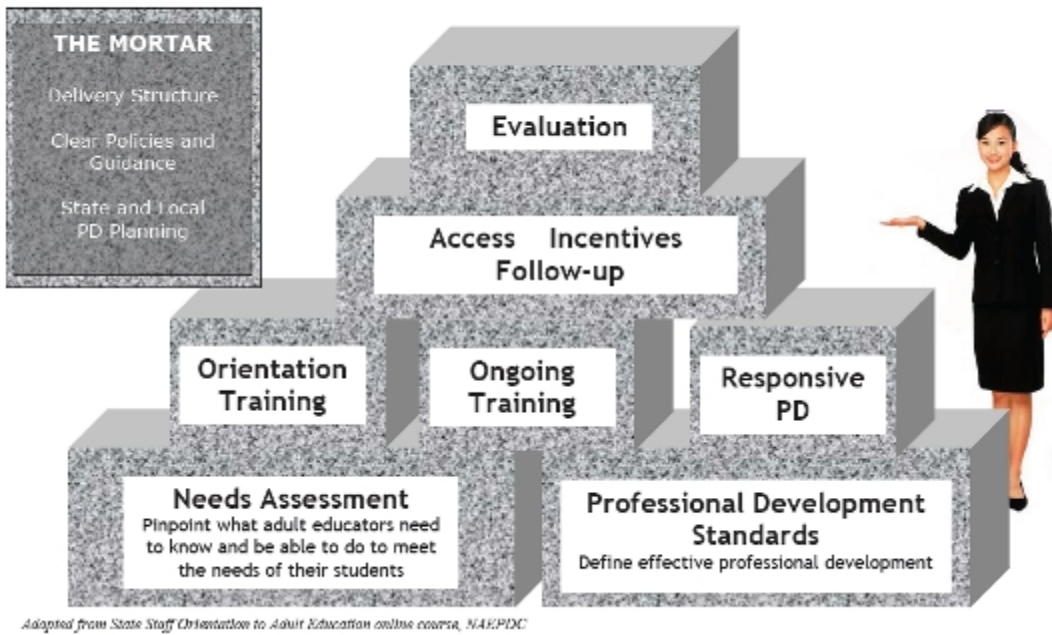 THE MORTAR
Delivery Structure
Clear Policies and
Guidance
State and Local
PD Planning
Evaluation
Access Incentives
Follow-up
Orientation
Training
Ongoing
Training
Responsive
PD
Needs Assessment
Pinpoint what adult educators need
to know and be able to do to meet
the needs of their students
Professional Development
Standards
Define effective professional development
Adapted from State Staff Orientation to Adult Education online course, NAEPDC